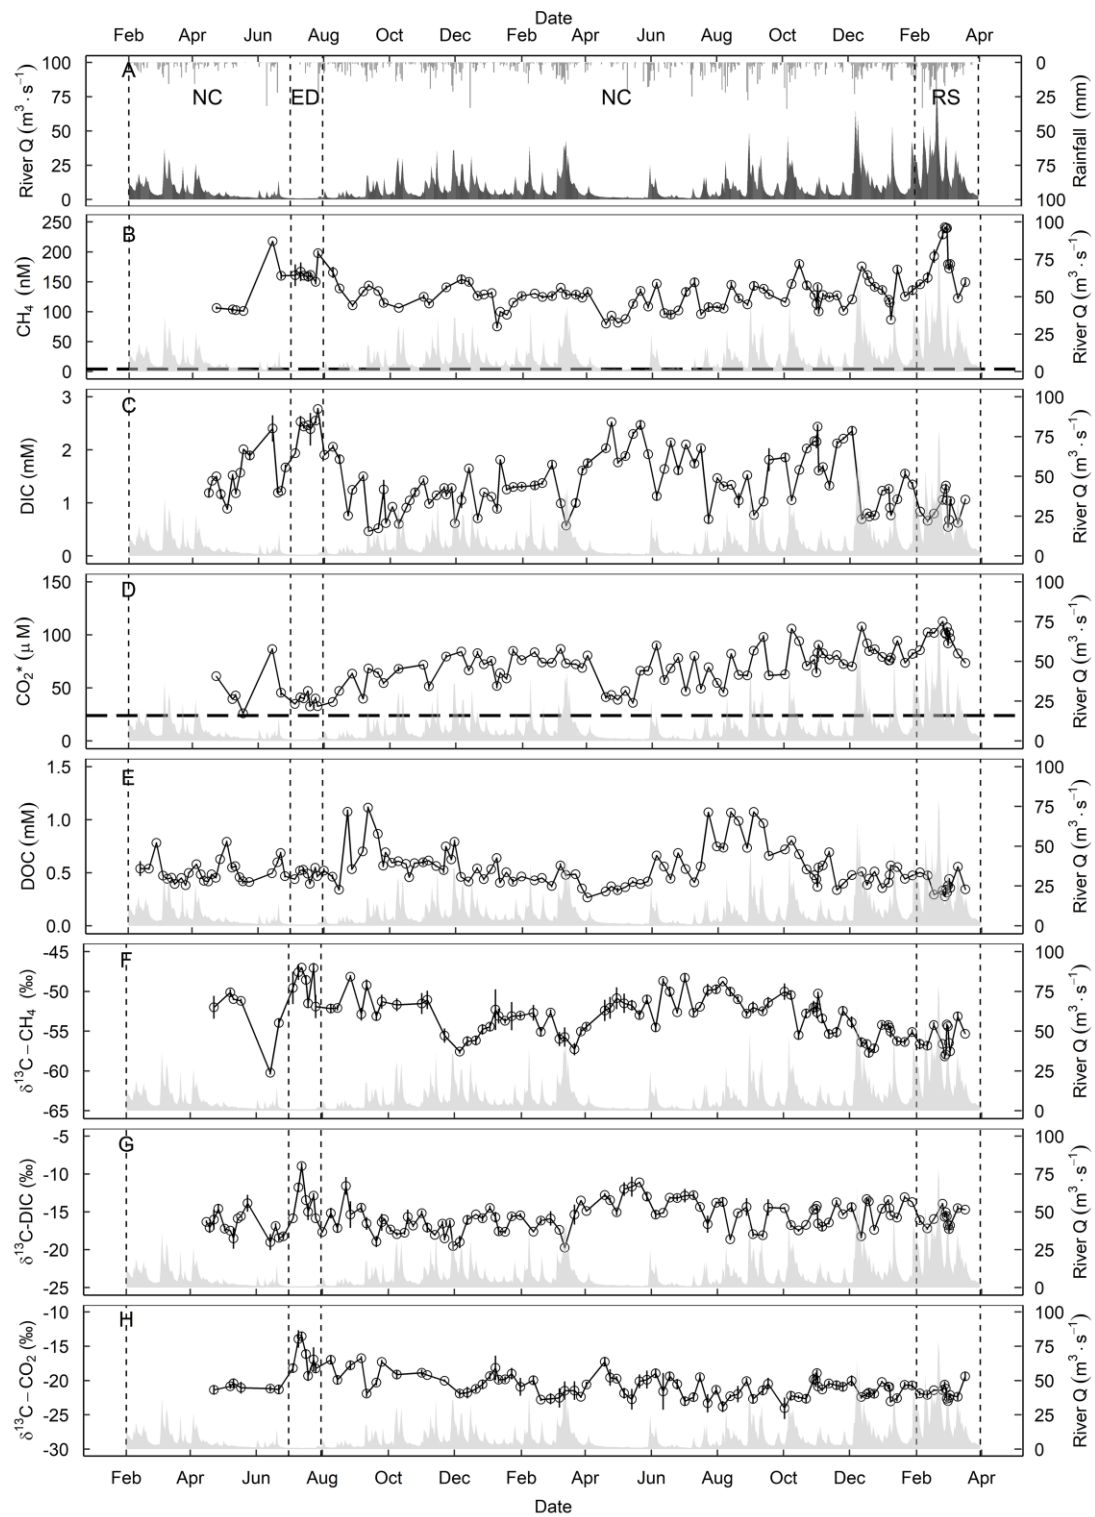 Date
Feb Apr Jun Aug Oct Dec Feb Apr Jun Aug Oct Dec Feb Apr
A
NC ED NC RS
River Q (m³ · s⁻¹)
100
75
50
25
0
Rainfall (mm)
0
25
50
75
100
B
CH₄ (nM)
250
200
150
100
50
0
River Q (m³ · s⁻¹)
100
75
50
25
0
C
DIC (mM)
3
2
1
0
River Q (m³ · s⁻¹)
100
75
50
25
0
D
CO₂* (μM)
150
100
50
0
River Q (m³ · s⁻¹)
100
75
50
25
0
E
DOC (mM)
1.5
1.0
0.5
0.0
River Q (m³ · s⁻¹)
100
75
50
25
0
F
δ¹³C−CH₄ (‰)
-45
-50
-55
-60
-65
River Q (m³ · s⁻¹)
100
75
50
25
0
G
δ¹³C-DIC (‰)
-5
-10
-15
-20
-25
River Q (m³ · s⁻¹)
100
75
50
25
0
H
δ¹³C−CO₂ (‰)
-10
-15
-20
-25
-30
River Q (m³ · s⁻¹)
100
75
50
25
0
Feb Apr Jun Aug Oct Dec Feb Apr Jun Aug Oct Dec Feb Apr
Date